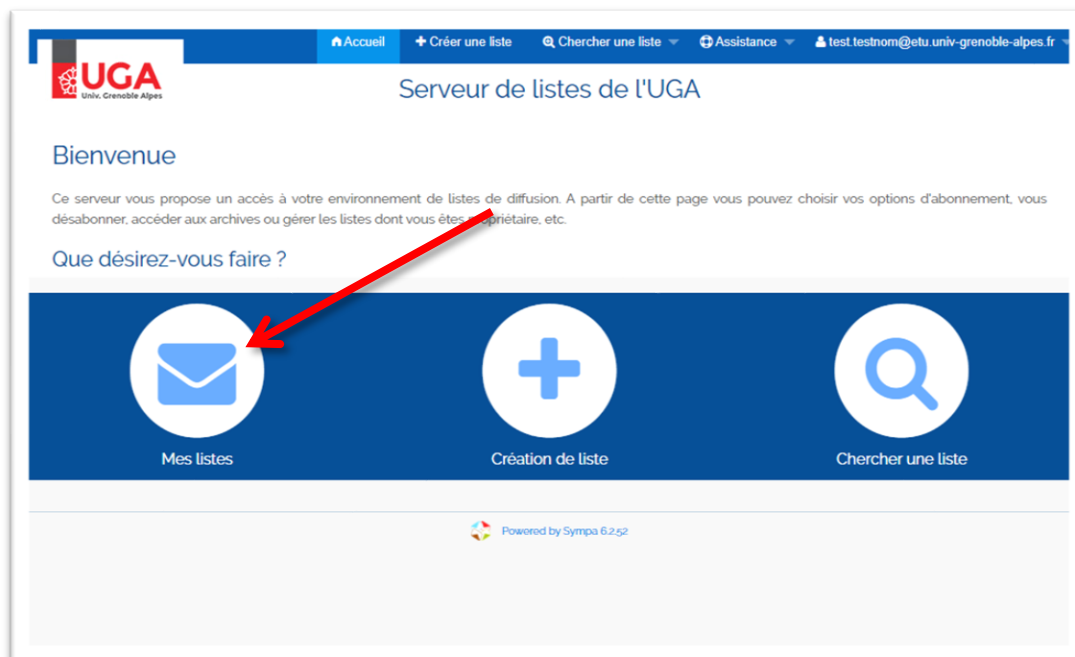 Accueil
Créer une liste
Chercher une liste
Assistance
test.testnom@etu.univ-grenoble-alpes.fr
UGA
Univ. Grenoble Alpes
Serveur de listes de l'UGA
Bienvenue
Ce serveur vous propose un accès à votre environnement de listes de diffusion. A partir de cette page vous pouvez choisir vos options d'abonnement, vous
désabonner, accéder aux archives ou gérer les listes dont vous êtes propriétaire, etc.
Que désirez-vous faire ?
Mes listes
Création de liste
Chercher une liste
Powered by Sympa 6.2.52